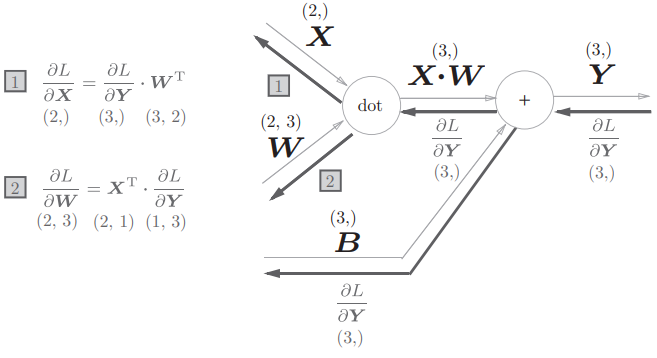 1 ∂L/∂X = ∂L/∂Y · W^T
(2,) (3,) (3, 2)
2 ∂L/∂W = X^T · ∂L/∂Y
(2, 3) (2, 1) (1, 3)
(2,)
X
1
(2, 3)
W
2
dot
(3,)
X·W
∂L/∂Y
(3,)
+
(3,)
Y
∂L/∂Y
(3,)
(3,)
B
∂L/∂Y
(3,)